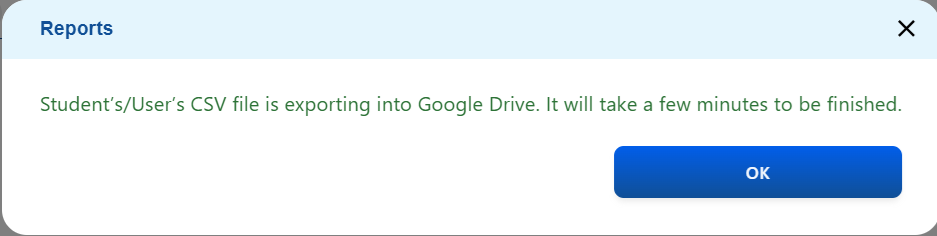 Reports
Student’s/User’s CSV file is exporting into Google Drive. It will take a few minutes to be finished.
OK